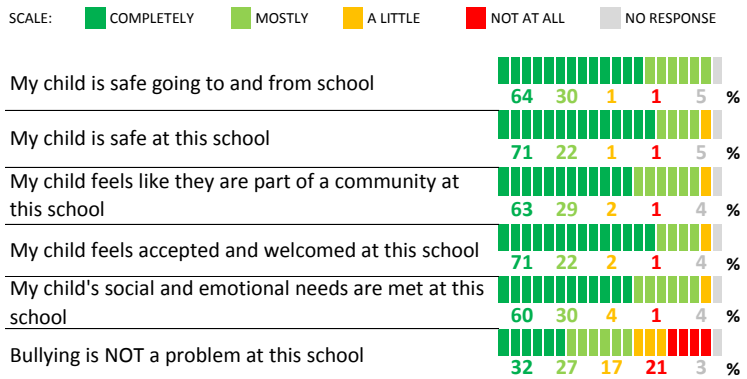 SCALE: COMPLETELY MOSTLY A LITTLE NOT AT ALL NO RESPONSE
My child is safe going to and from school
64 30 1 1 5 %
My child is safe at this school
71 22 1 1 5 %
My child feels like they are part of a community at
this school
63 29 2 1 4 %
My child feels accepted and welcomed at this school
71 22 2 1 4 %
My child's social and emotional needs are met at this
school
60 30 4 1 4 %
Bullying is NOT a problem at this school
32 27 17 21 3 %